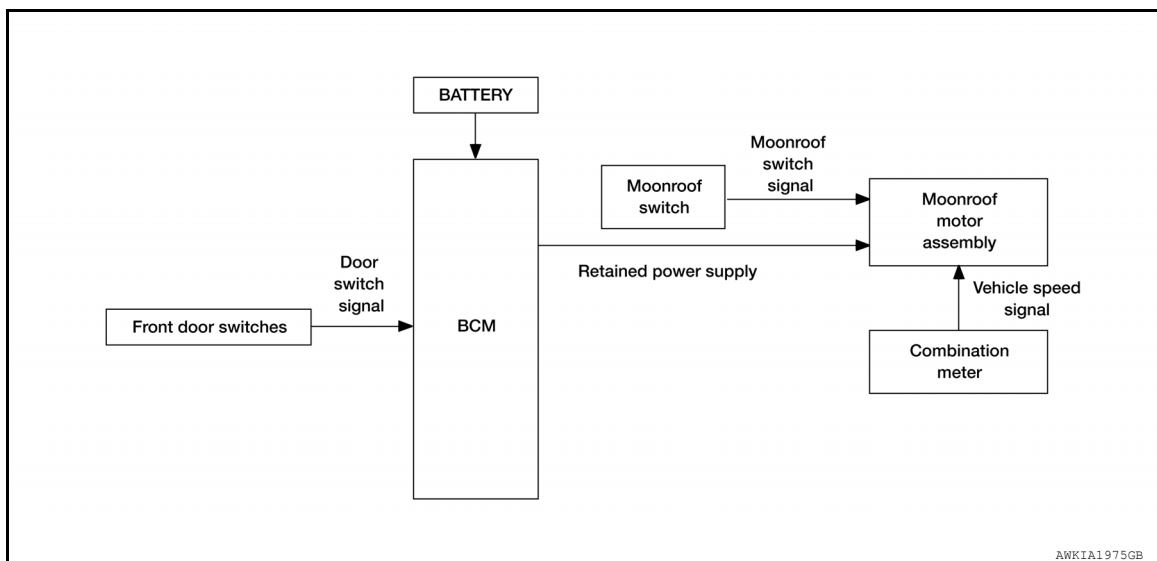 BATTERY
Moonroof
switch
signal
Moonroof
switch
Moonroof
motor
assembly
Door
switch
signal
Retained power supply
Vehicle speed
signal
Front door switches
BCM
Combination
meter
AWKIA1975GB